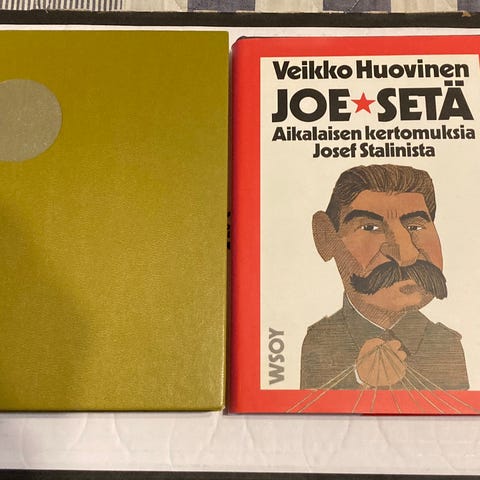 Veikko Huovinen
JOE★SETÄ
Aikalaisen kertomuksia
Josef Stalinista
WSOY